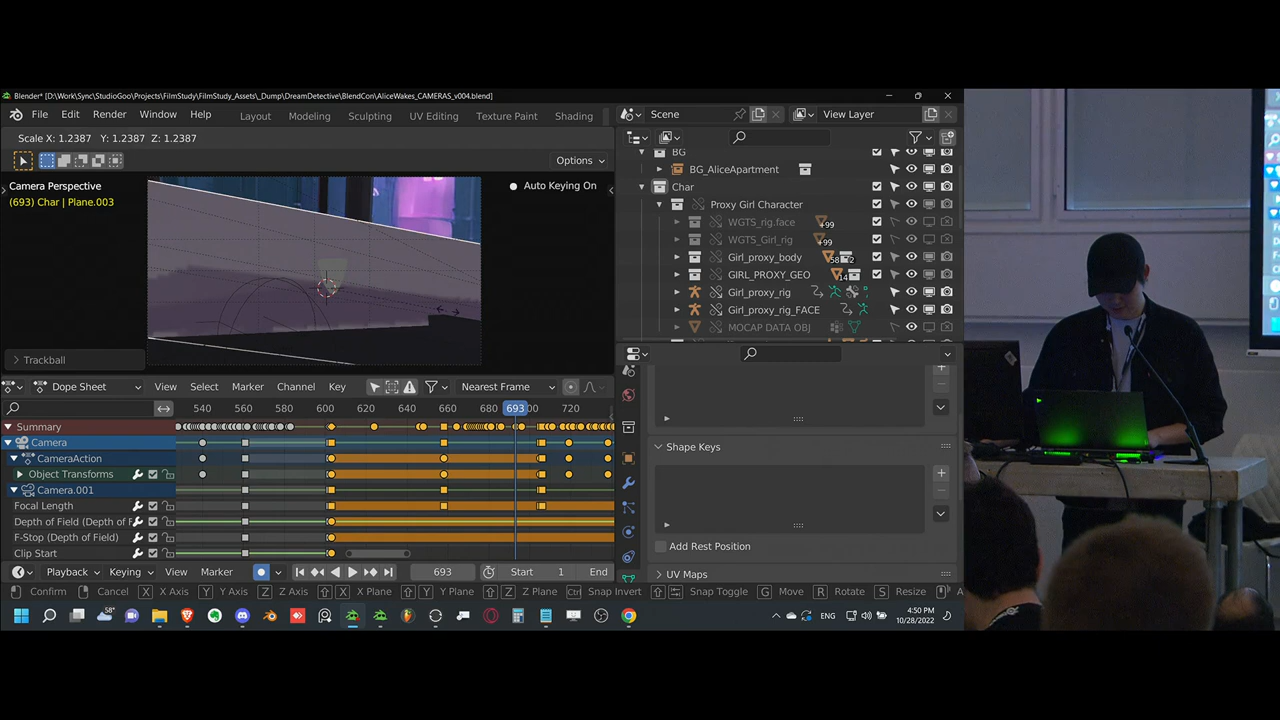 Blender* [D:\Work\Sync\StudioGoo\Projects\FilmStudy\FilmStudy_Assets\_Dump\DreamDetective\BlendCon\AliceWakes_CAMERAS_v004.blend]
File Edit Render Window Help Layout Modeling Sculpting UV Editing Texture Paint Shading Scene View Layer
Scale X: 1.2387 Y: 1.2387 Z: 1.2387
Options
BG
BG_AliceApartment
Camera Perspective
(693) Char | Plane.003
Auto Keying On
Char
Proxy Girl Character
WGTS_rig.face +99
WGTS_Girl_rig +99
Girl_proxy_body 58 2
GIRL_PROXY_GEO 14
Girl_proxy_rig
Girl_proxy_rig_FACE
MOCAP DATA OBJ
Trackball
Dope Sheet View Select Marker Channel Key Nearest Frame
540 560 580 600 620 640 660 680 693 00 720
Summary
Camera
CameraAction
Object Transforms
Camera.001
Focal Length
Depth of Field (Depth of F
F-Stop (Depth of Field)
Clip Start
Shape Keys
Add Rest Position
UV Maps
Playback Keying View Marker 693 Start 1 End
Confirm Cancel X X Axis Y Y Axis Z Z Axis X X Plane Y Y Plane Z Z Plane Ctrl Snap Invert Snap Toggle G Move R Rotate S Resize A
58°
ENG
4:50 PM
10/28/2022